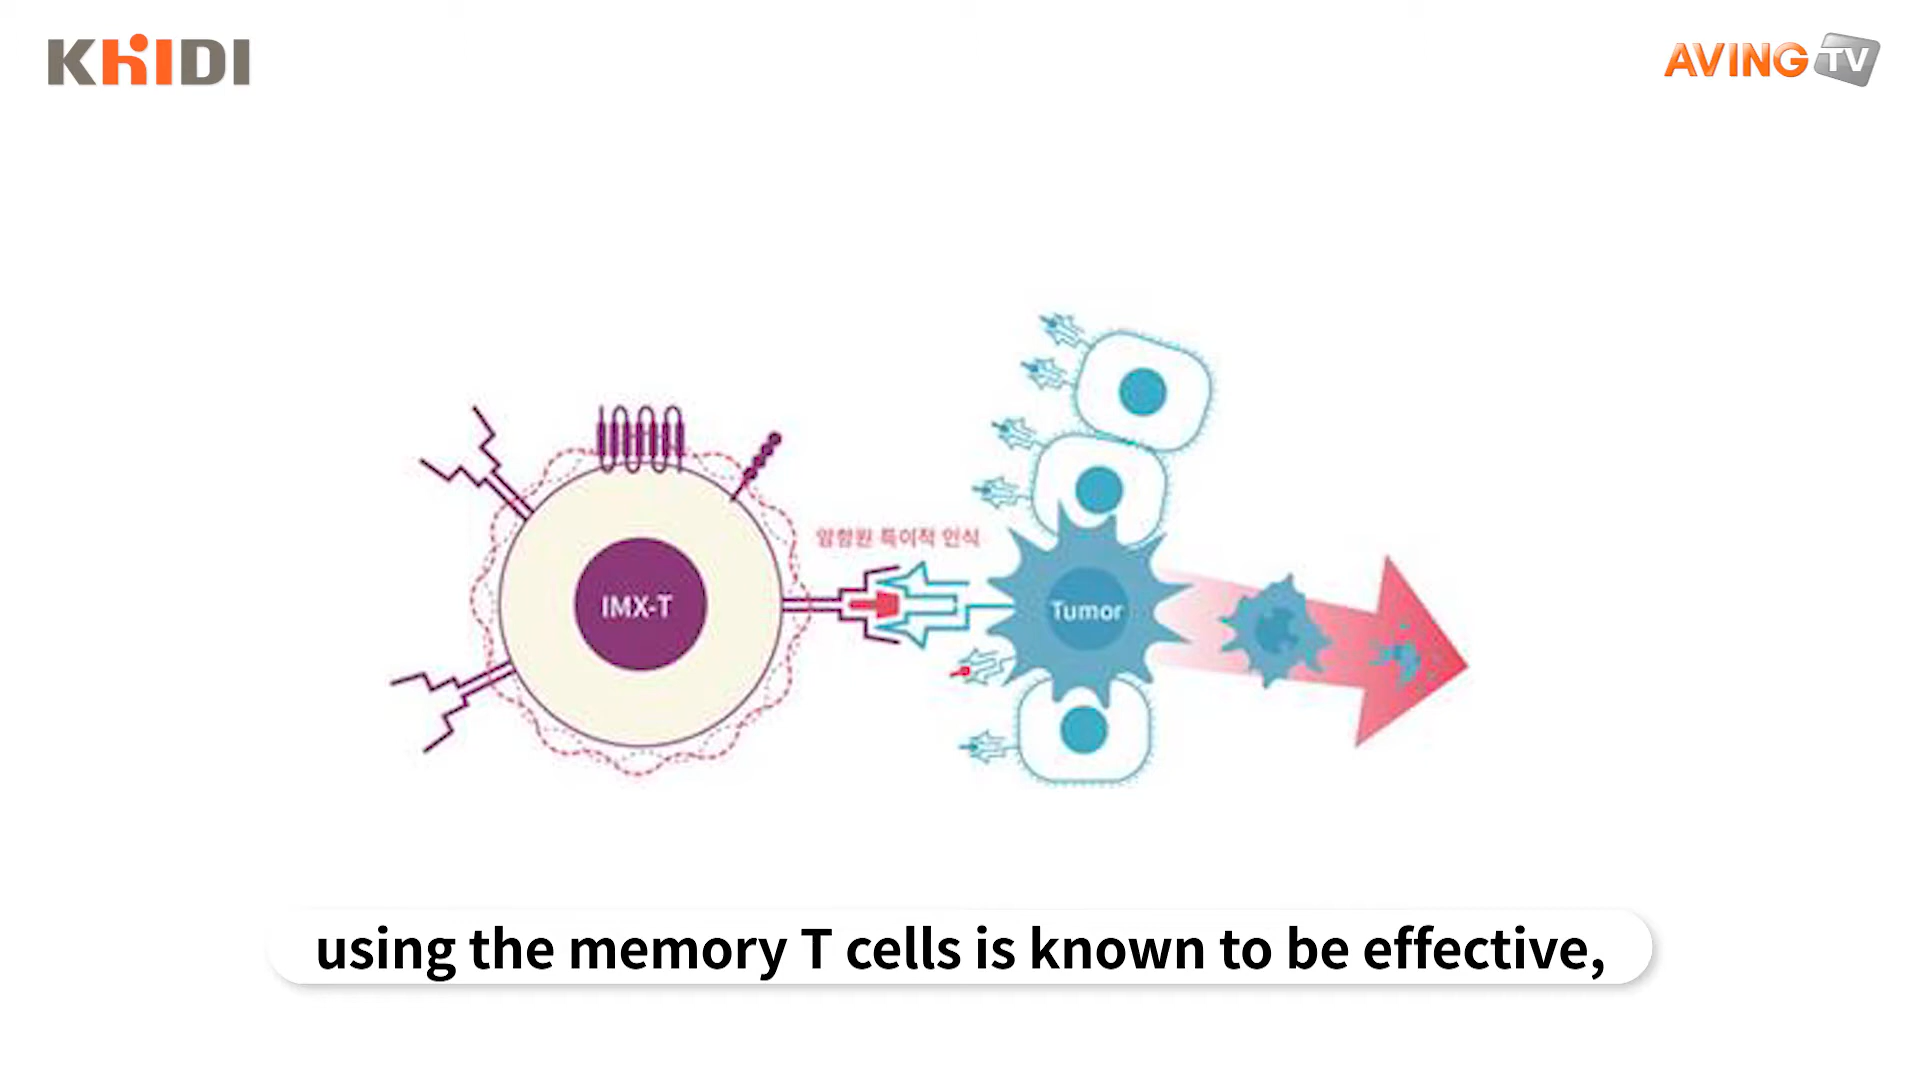 KHIDI
AVING TV
암항원 특이적 인식
IMX-T
Tumor
using the memory T cells is known to be effective,